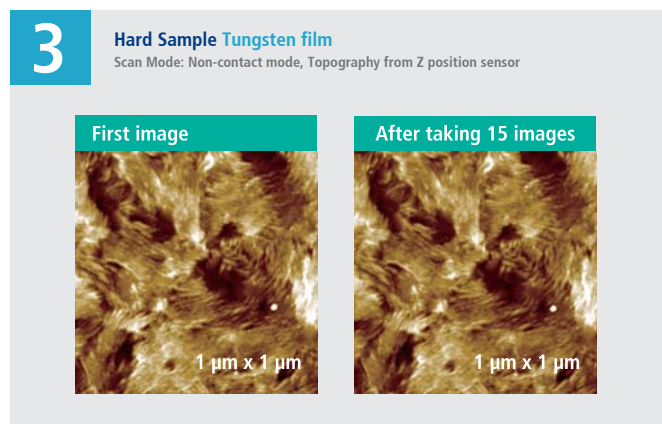 3
Hard Sample Tungsten film
Scan Mode: Non-contact mode, Topography from Z position sensor
First image
After taking 15 images
1 µm x 1 µm
1 µm x 1 µm